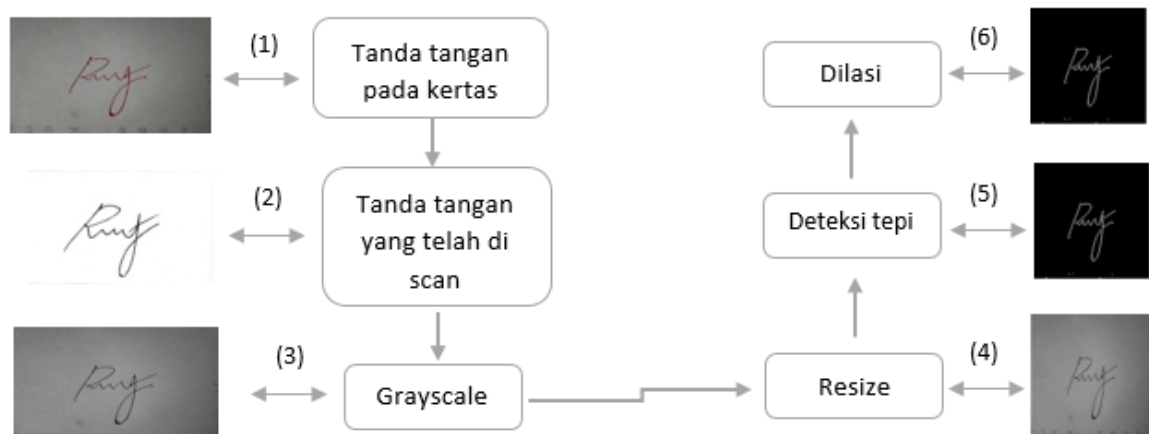 (1)
Tanda tangan
pada kertas
(2)
Tanda tangan
yang telah di
scan
(3)
Grayscale
(4)
Resize
(5)
Deteksi tepi
(6)
Dilasi